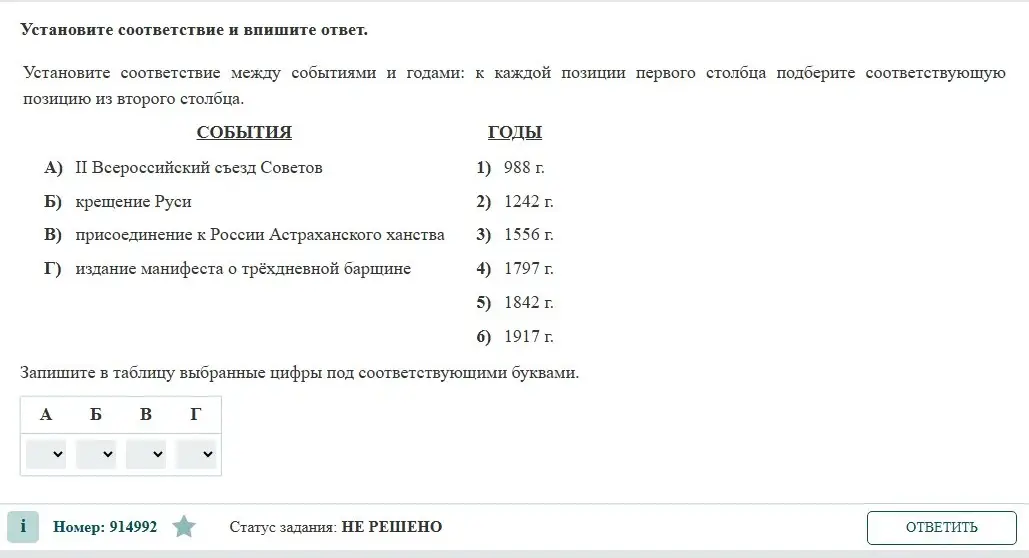 Установите соответствие и впишите ответ.
Установите соответствие между событиями и годами: к каждой позиции первого столбца подберите соответствующую
позицию из второго столбца.
СОБЫТИЯ ГОДЫ
А) II Всероссийский съезд Советов 1) 988 г.
Б) крещение Руси 2) 1242 г.
В) присоединение к России Астраханского ханства 3) 1556 г.
Г) издание манифеста о трёхдневной барщине 4) 1797 г.
5) 1842 г.
6) 1917 г.
Запишите в таблицу выбранные цифры под соответствующими буквами.
А Б В Г
i Номер: 914992 Статус задания: НЕ РЕШЕНО ОТВЕТИТЬ